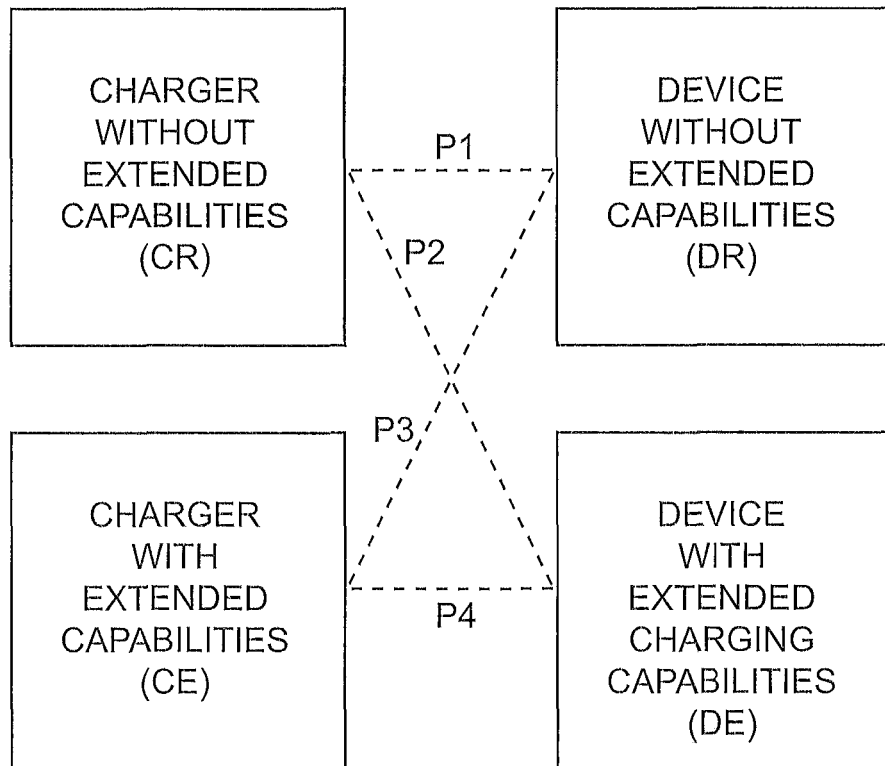 CHARGER
WITHOUT
EXTENDED
CAPABILITIES
(CR)
P1
DEVICE
WITHOUT
EXTENDED
CAPABILITIES
(DR)
P2
P3
CHARGER
WITH
EXTENDED
CAPABILITIES
(CE)
P4
DEVICE
WITH
EXTENDED
CHARGING
CAPABILITIES
(DE)